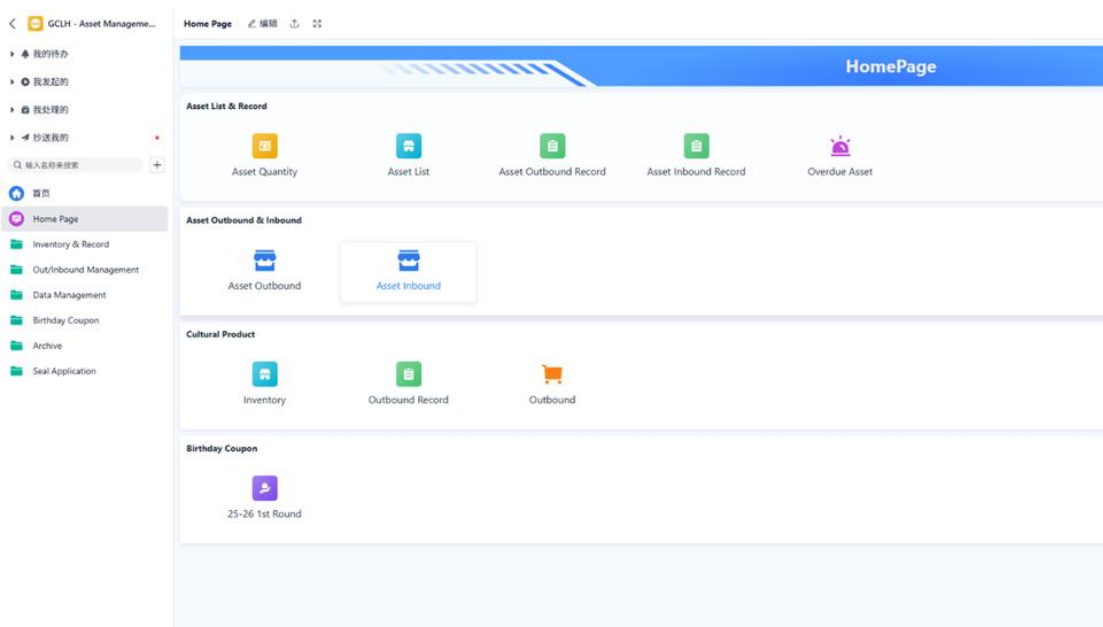 GCLH - Asset Manageme...
我的待办
我发起的
我处理的
抄送我的
输入名称来搜索
首页
Home Page
Inventory & Record
Out/Inbound Management
Data Management
Birthday Coupon
Archive
Seal Application
Home Page 编辑
HomePage
Asset List & Record
Asset Quantity Asset List Asset Outbound Record Asset Inbound Record Overdue Asset
Asset Outbound & Inbound
Asset Outbound Asset Inbound
Cultural Product
Inventory Outbound Record Outbound
Birthday Coupon
25-26 1st Round